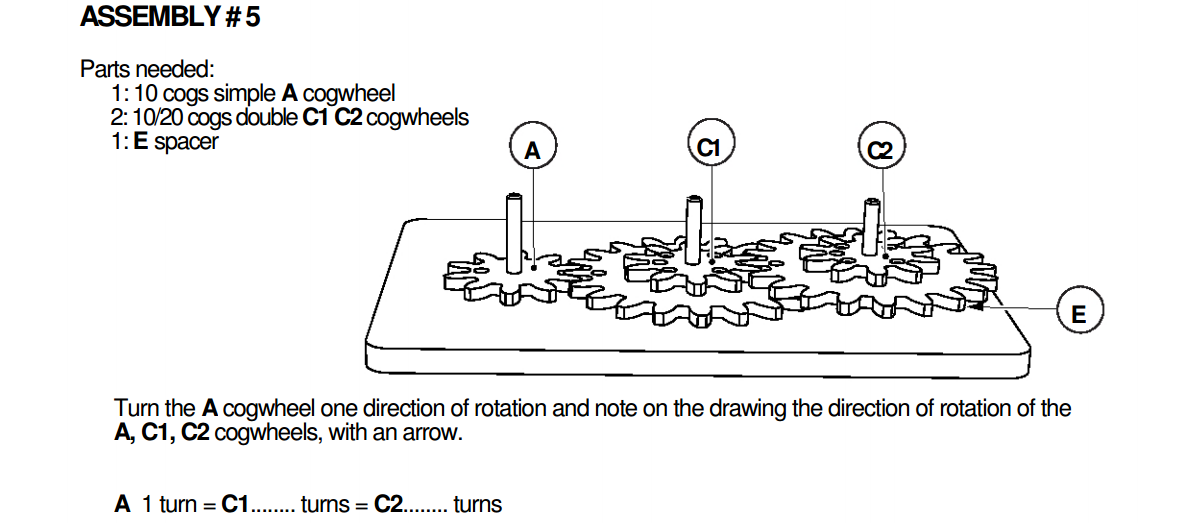 ASSEMBLY # 5
Parts needed:
1: 10 cogs simple A cogwheel
2: 10/20 cogs double C1 C2 cogwheels
1: E spacer
A
C1
C2
E
Turn the A cogwheel one direction of rotation and note on the drawing the direction of rotation of the
A, C1, C2 cogwheels, with an arrow.
A 1 turn = C1........ turns = C2........ turns